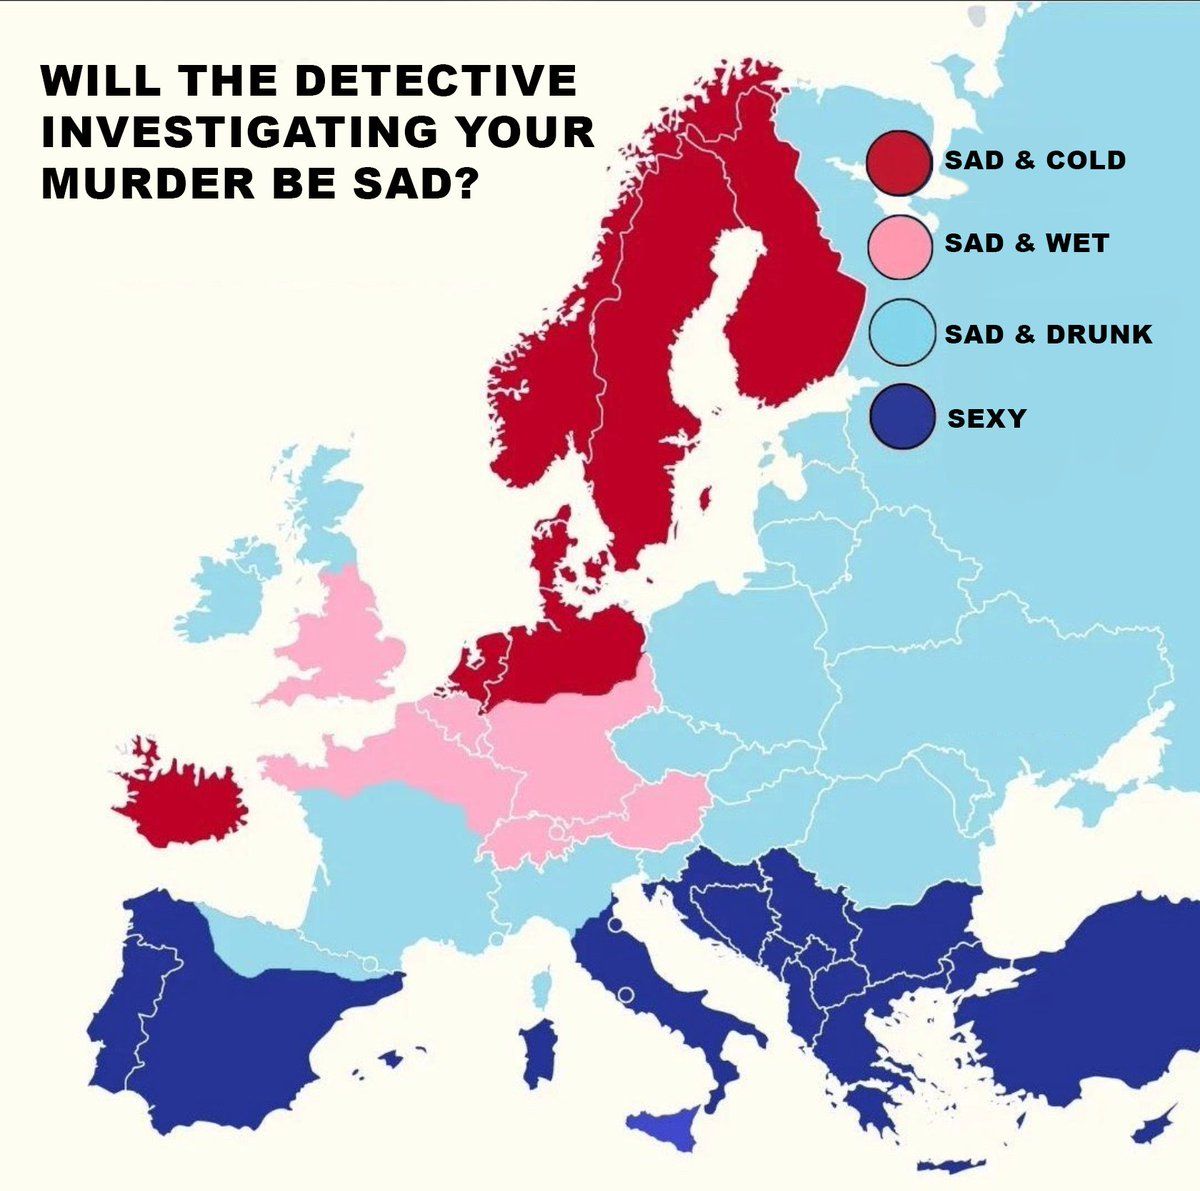 WILL THE DETECTIVE
INVESTIGATING YOUR
MURDER BE SAD?
SAD & COLD
SAD & WET
SAD & DRUNK
SEXY